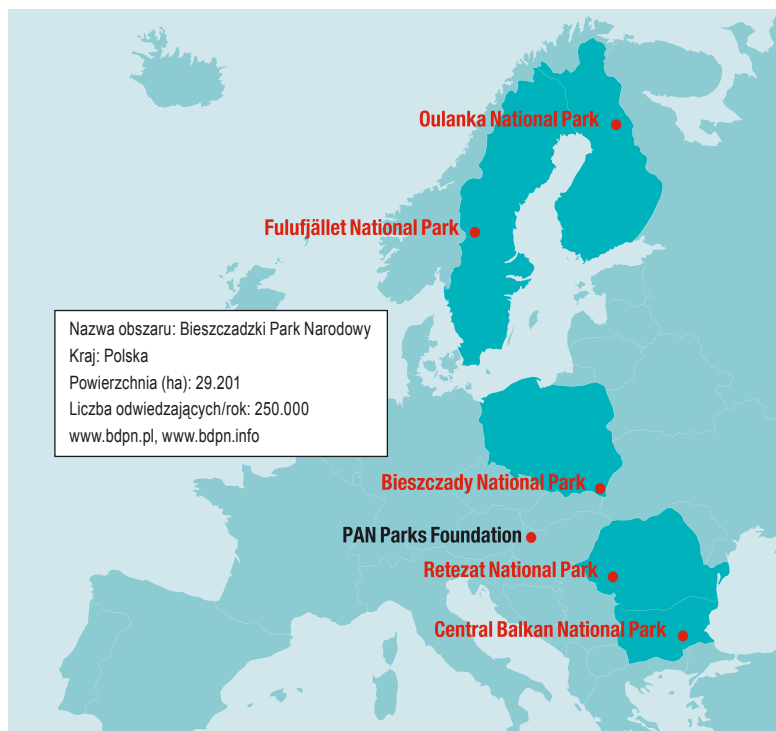 Oulanka National Park
Fulufjället National Park
Nazwa obszaru: Bieszczadzki Park Narodowy
Kraj: Polska
Powierzchnia (ha): 29.201
Liczba odwiedzających/rok: 250.000
www.bdpn.pl, www.bdpn.info
Bieszczady National Park
PAN Parks Foundation
Retezat National Park
Central Balkan National Park